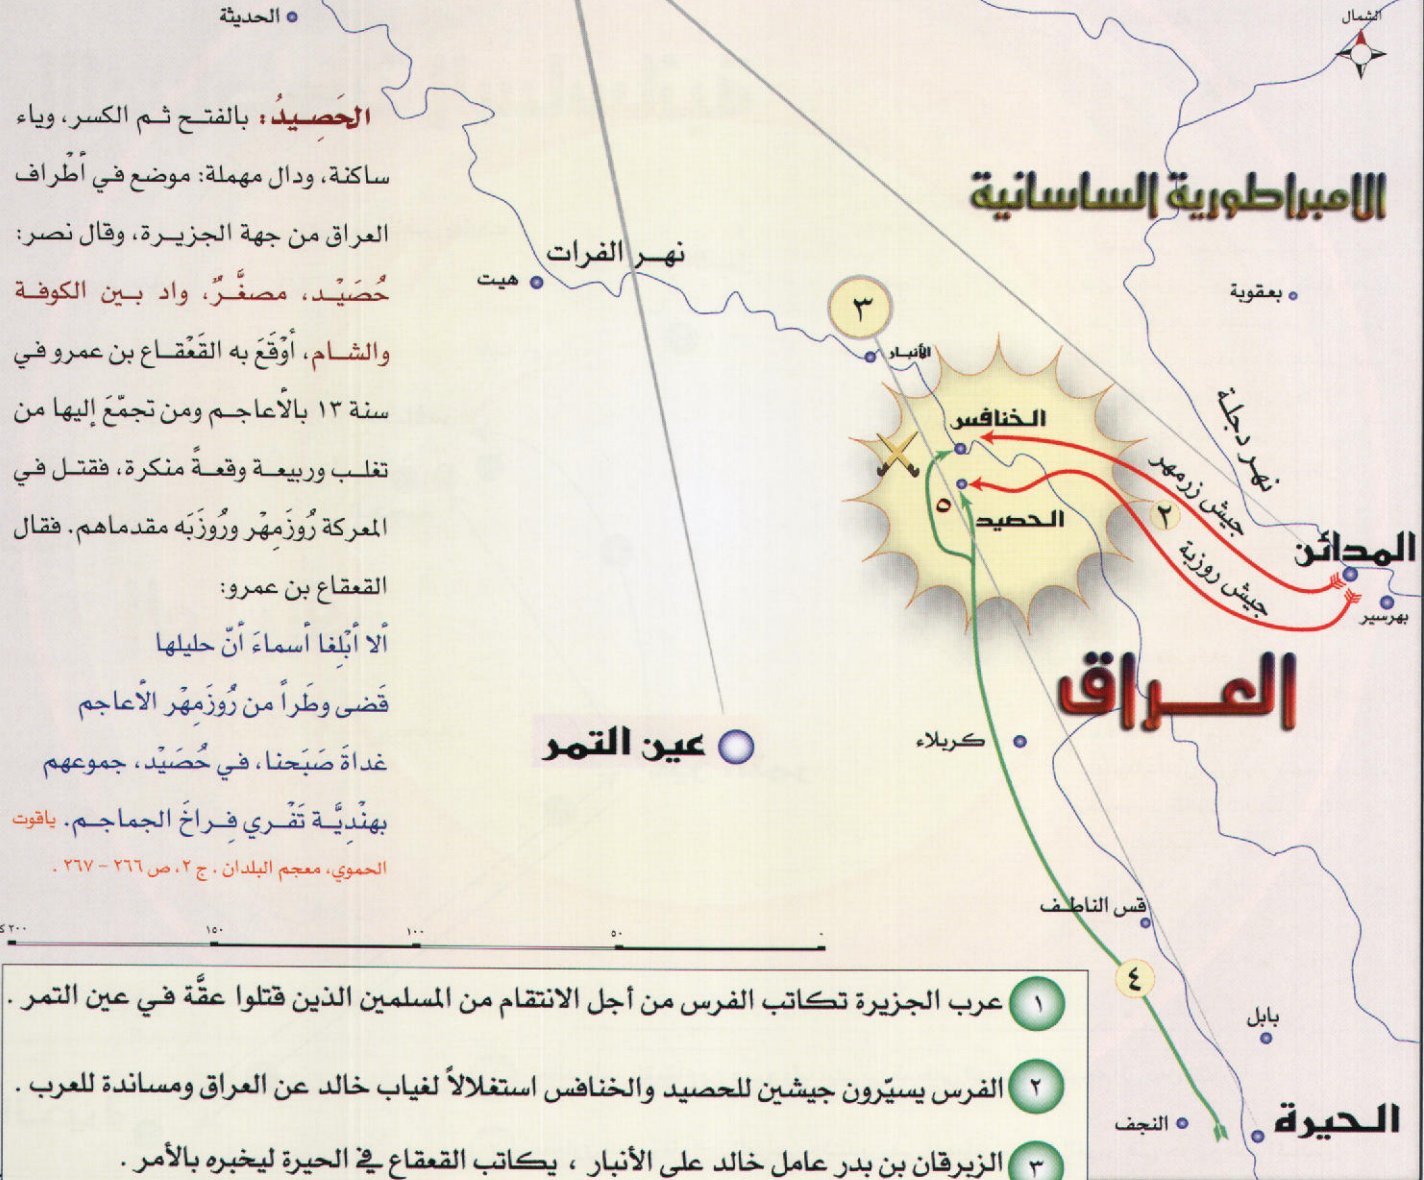 الشمال
الحديثة
الحَصِيدُ: بالفتح ثم الكسر، وياء
ساكنة، ودال مهملة: موضع في أطْراف
العراق من جهة الجزيرة، وقال نصر:
حُصَيْد، مصغَّرٌ، واد بين الكوفة
والشام، أوْقَعَ به القَعْقاع بن عمرو في
سنة ١٣ بالأعاجم ومن تجمّعَ إليها من
تغلب وربيعة وقعةً منكرة، فقتل في
المعركة رُوزَمِهْر ورُوزَبَه مقدماهم. فقال
القعقاع بن عمرو:
ألا أبْلِغا أسماءَ أنّ حليلها
قَضى وطَراً من رُوزَمِهْر الأعاجم
غداةَ صَبَحنا، في حُصَيْد، جموعهم
بهنْدِيَّة تَفْري فِراخَ الجماجم. ياقوت
الحموي، معجم البلدان، ج ٢، ص ٢٦٦ – ٢٦٧ .
الامبراطورية الساسانية
نهر الفرات
هيت
بعقوبة
٣
الأنبار
الخنافس
نهر دجلة
جيش زرمهر
٢
الحصيد
٥
جيش روزبة
المدائن
بهرسير
العراق
عين التمر
كربلاء
قس الناطف
٤
بابل
النجف
الحيرة
٠ ٥٠ ١٠٠ ١٥٠ ٢٠٠
١ عرب الجزيرة تكاتب الفرس من أجل الانتقام من المسلمين الذين قتلوا عقَّة في عين التمر .
٢ الفرس يسيّرون جيشين للحصيد والخنافس استغلالاً لغياب خالد عن العراق ومساندة للعرب .
٣ الزبرقان بن بدر عامل خالد على الأنبار ، يكاتب القعقاع في الحيرة ليخبره بالأمر .